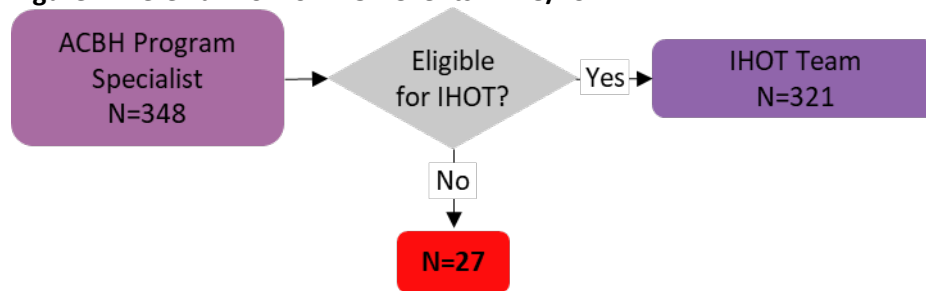 ACBH Program
Specialist
N=348
Eligible
for IHOT?
Yes
IHOT Team
N=321
No
N=27